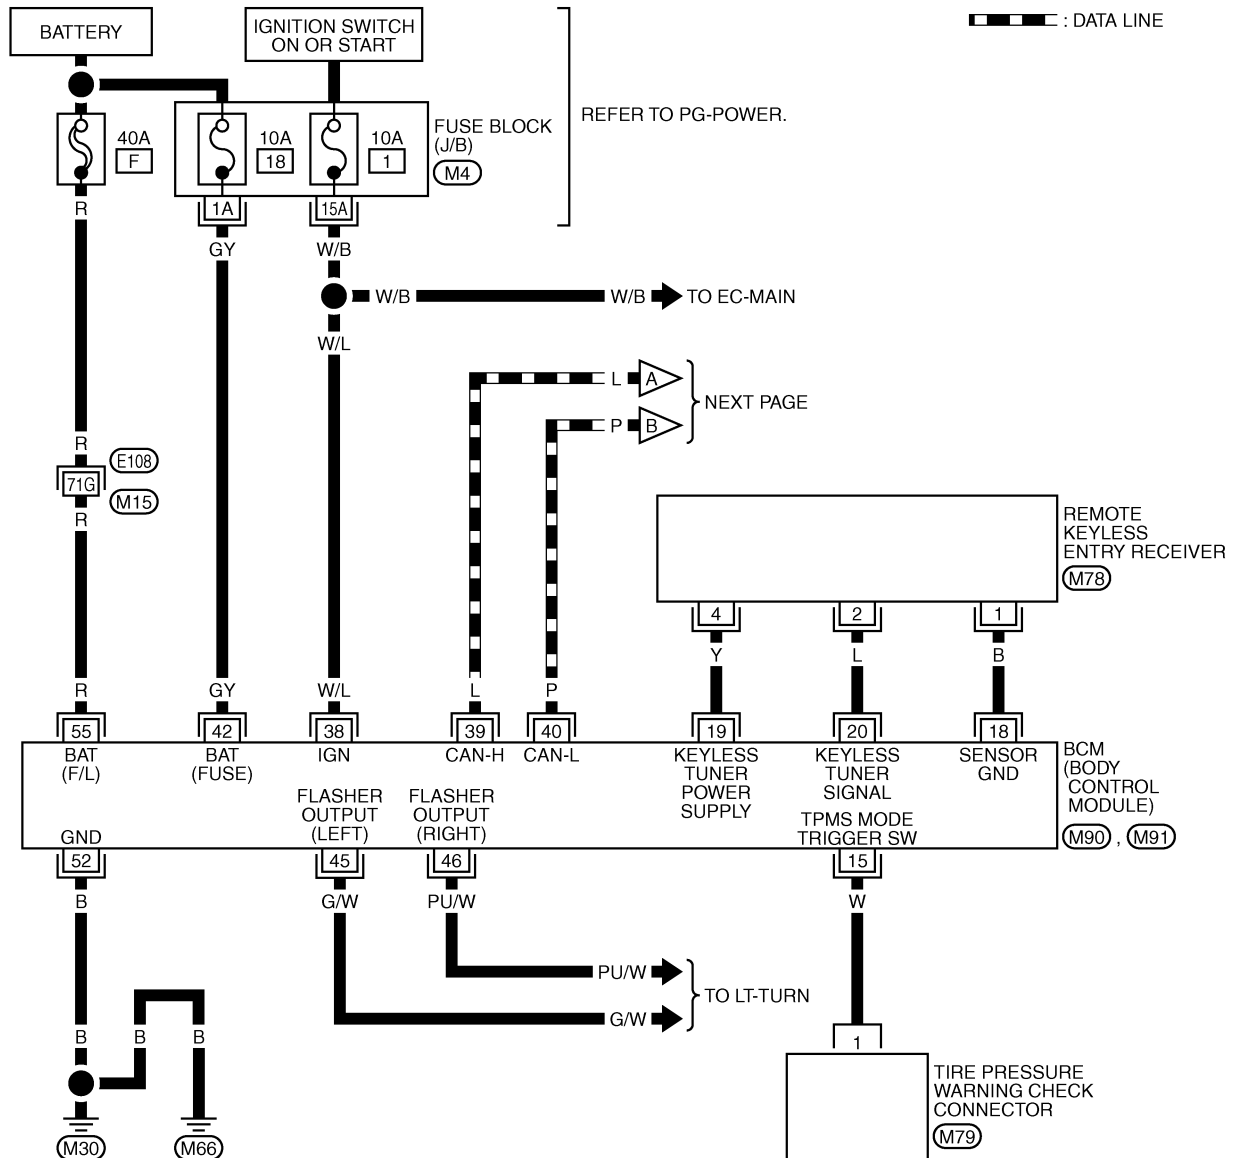 BATTERY
IGNITION SWITCH
ON OR START
: DATA LINE
REFER TO PG-POWER.
40A
F
10A
18
10A
1
FUSE BLOCK
(J/B)
M4
1A
15A
R
GY
W/B
W/B
W/B
TO EC-MAIN
W/L
L
A
P
B
NEXT PAGE
R
E108
71G
M15
R
REMOTE
KEYLESS
ENTRY RECEIVER
M78
4
2
1
Y
L
B
R
GY
W/L
L
P
55
42
38
39
40
19
20
18
BAT
(F/L)
BAT
(FUSE)
IGN
CAN-H
CAN-L
KEYLESS
TUNER
POWER
SUPPLY
KEYLESS
TUNER
SIGNAL
SENSOR
GND
BCM
(BODY
CONTROL
MODULE)
M90 , M91
GND
FLASHER
OUTPUT
(LEFT)
FLASHER
OUTPUT
(RIGHT)
TPMS MODE
TRIGGER SW
52
45
46
15
B
G/W
PU/W
W
PU/W
G/W
TO LT-TURN
B
B
B
1
TIRE PRESSURE
WARNING CHECK
CONNECTOR
M79
M30
M66